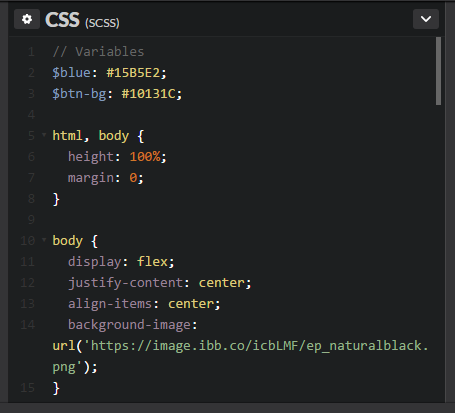 CSS (SCSS)
1 // Variables
2 $blue: #15B5E2;
3 $btn-bg: #10131C;
4
5 html, body {
6 height: 100%;
7 margin: 0;
8 }
9
10 body {
11 display: flex;
12 justify-content: center;
13 align-items: center;
14 background-image:
url('https://image.ibb.co/icbLMF/ep_naturalblack.
png');
15 }